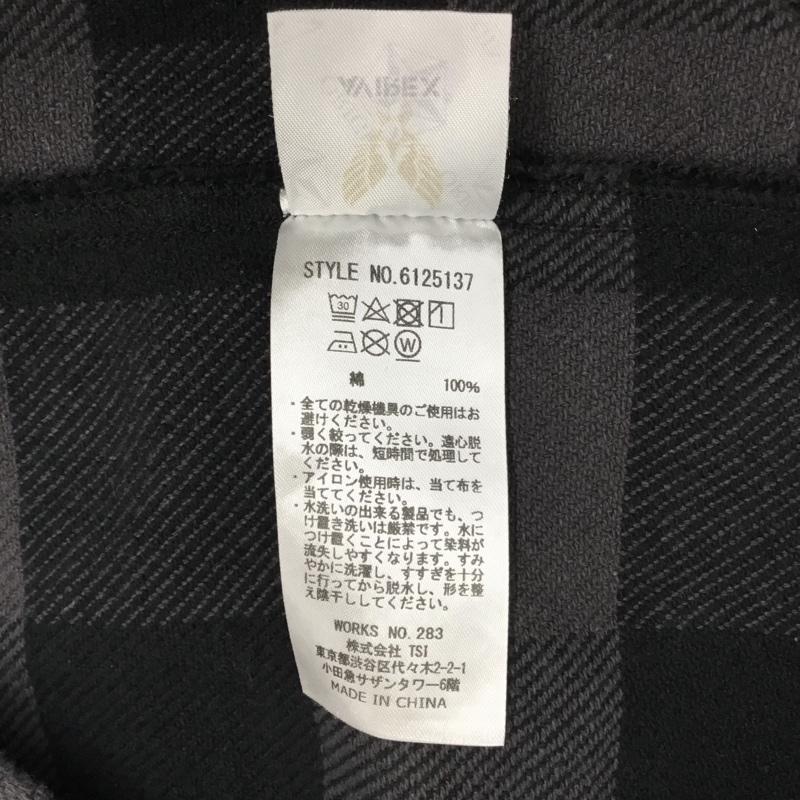 AVIREX
STYLE NO.6125137
30
W
綿 100%
・全ての乾燥機具のご使用はお
避けください。
・弱く絞ってください。遠心脱
水の際は、短時間で処理して
ください。
・アイロン使用時は、当て布を
当ててください。
・水洗いの出来る製品でも、つ
け置き洗いは厳禁です。水に
つけ置くことによって染料が
流失しやすくなります。すみ
やかに洗濯し、すすぎを十分
に行ってから脱水し、形を整
え陰干ししてください。
WORKS NO. 283
株式会社 TSI
東京都渋谷区代々木2-2-1
小田急サザンタワー6階
MADE IN CHINA